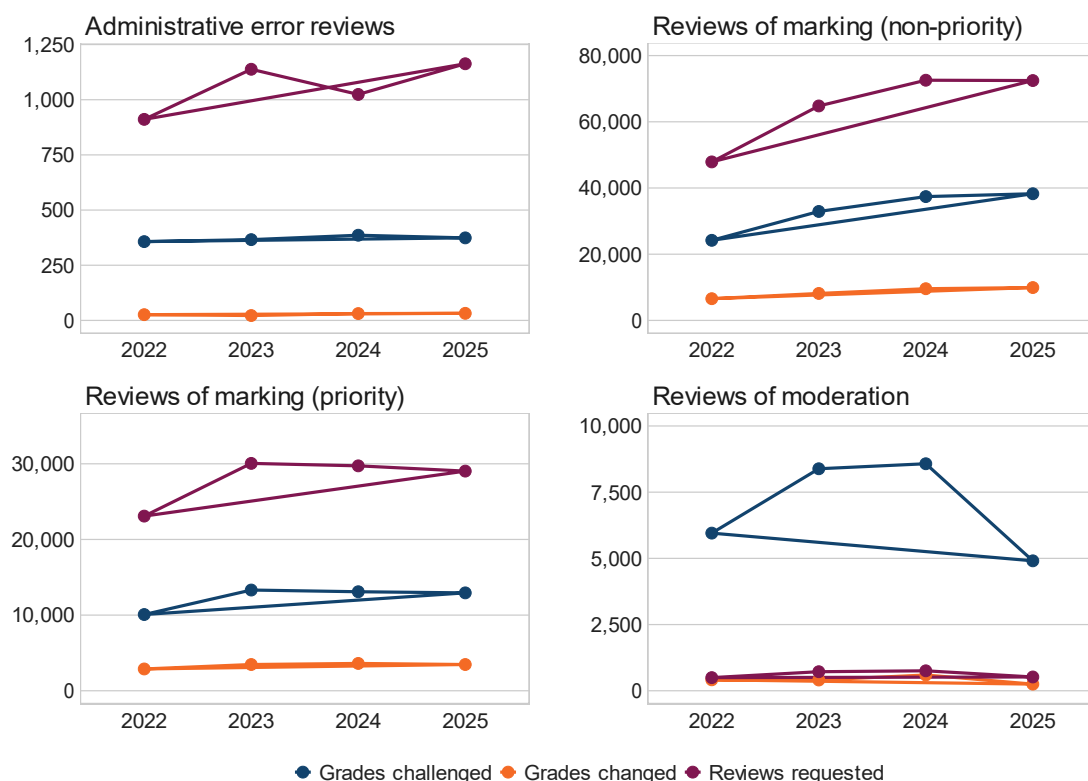 Administrative error reviews
1,250
1,000
750
500
250
0
2022 2023 2024 2025
Reviews of marking (non-priority)
80,000
60,000
40,000
20,000
0
2022 2023 2024 2025
Reviews of marking (priority)
30,000
20,000
10,000
0
2022 2023 2024 2025
Reviews of moderation
10,000
7,500
5,000
2,500
0
2022 2023 2024 2025
Grades challenged Grades changed Reviews requested